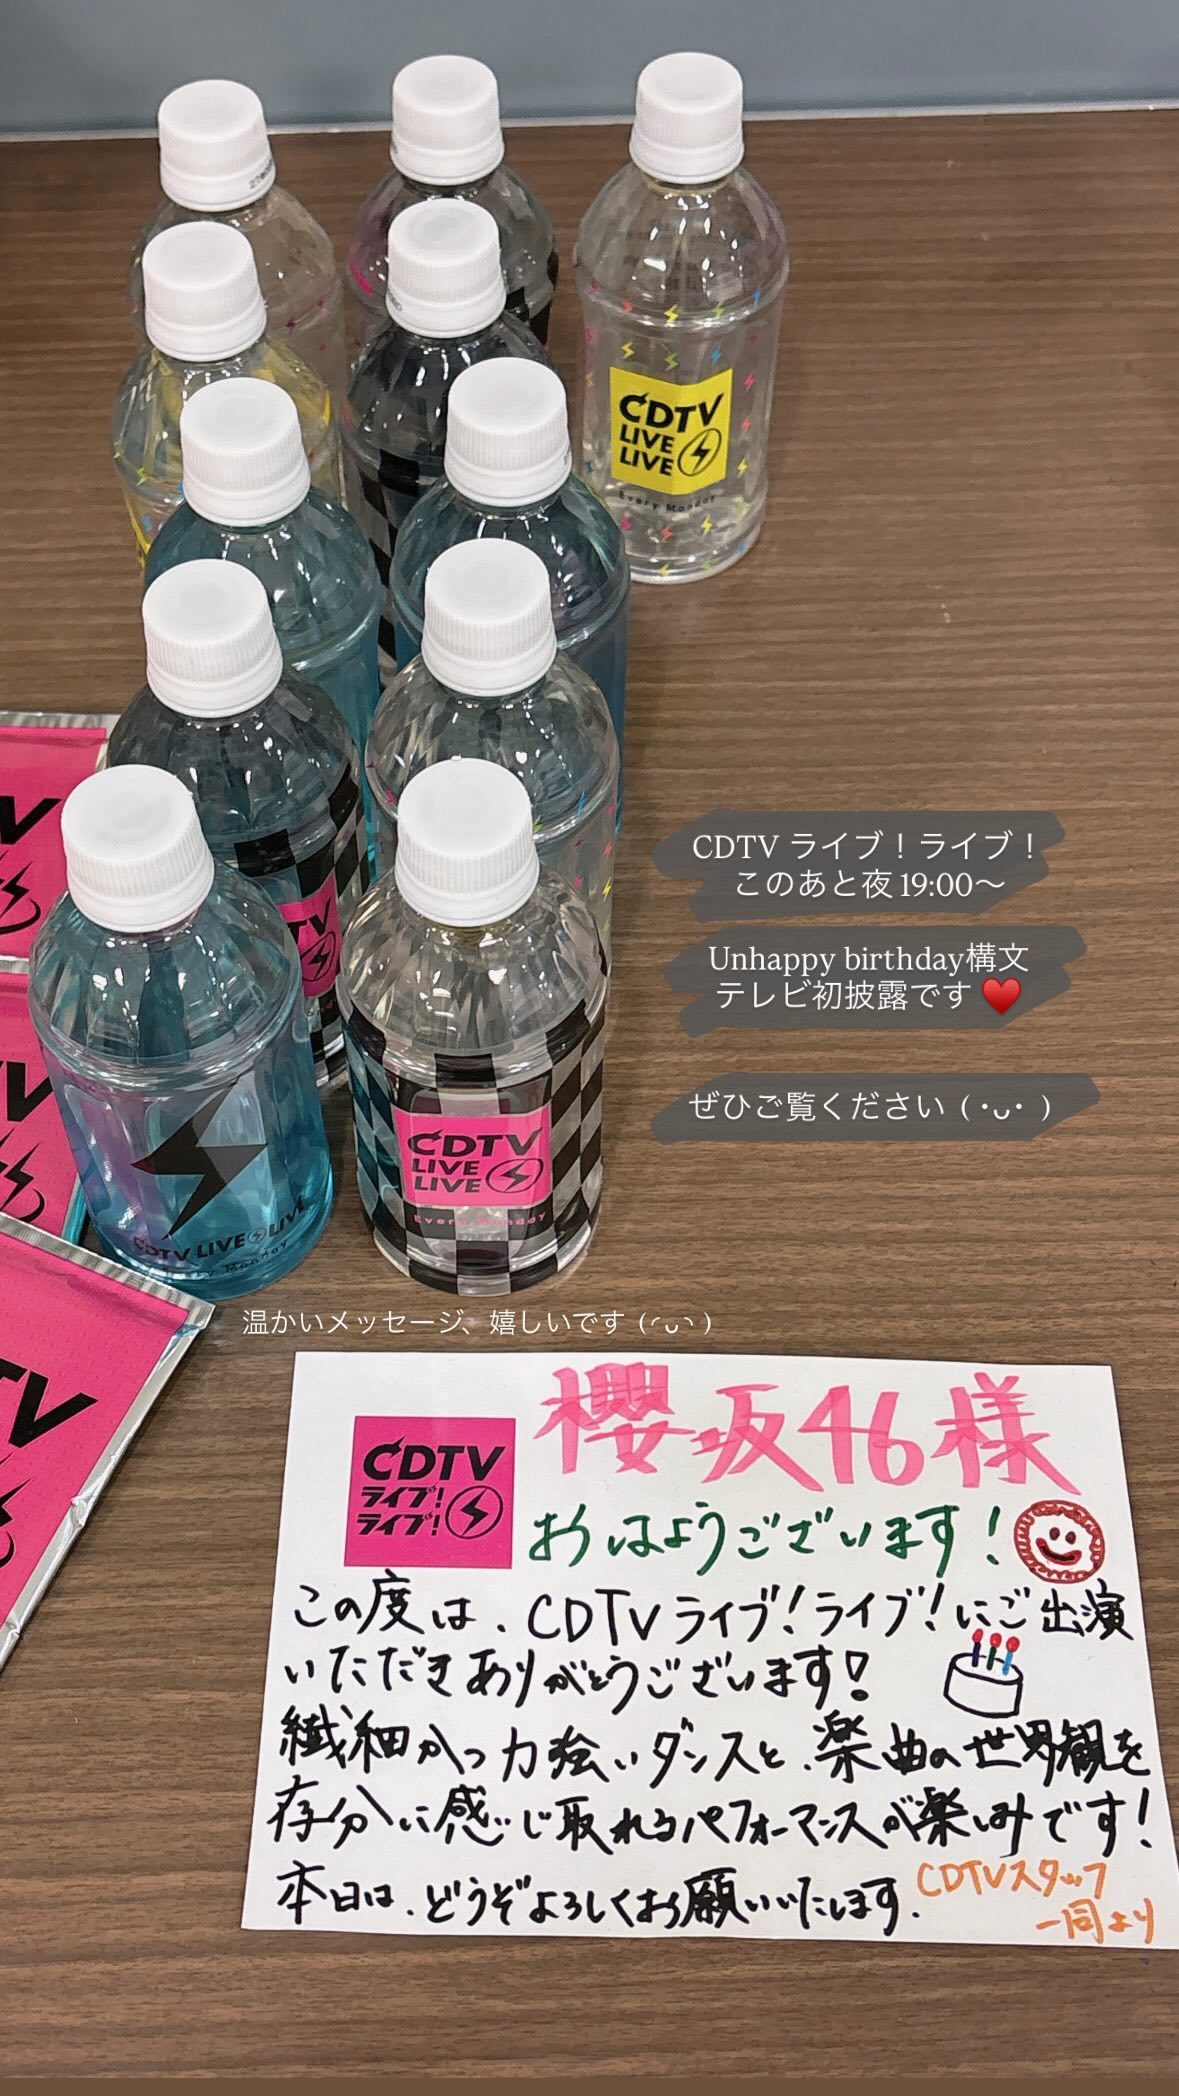 CDTV
LIVE
LIVE
Every Monday
CDTV ライブ！ライブ！
このあと夜 19:00〜
Unhappy birthday構文
テレビ初披露です ♥️
ぜひご覧ください ( ･ᴗ･ )
TV
TV
CDTV LIVE LIVE
Every Monday
CDTV
LIVE
LIVE
Every Monday
温かいメッセージ、嬉しいです (◜ᴗ◝ )
櫻坂46様
CDTV
ライブ！
ライブ！
おはようございます！
この度は、CDTVライブ！ライブ！にご出演
いただきありがとうございます！
繊細かつ力強いダンスと、楽曲の世界観を
存分に感じ取れるパフォーマンスが楽しみです！
本日は、どうぞよろしくお願いいたします。
CDTVスタッフ
一同より